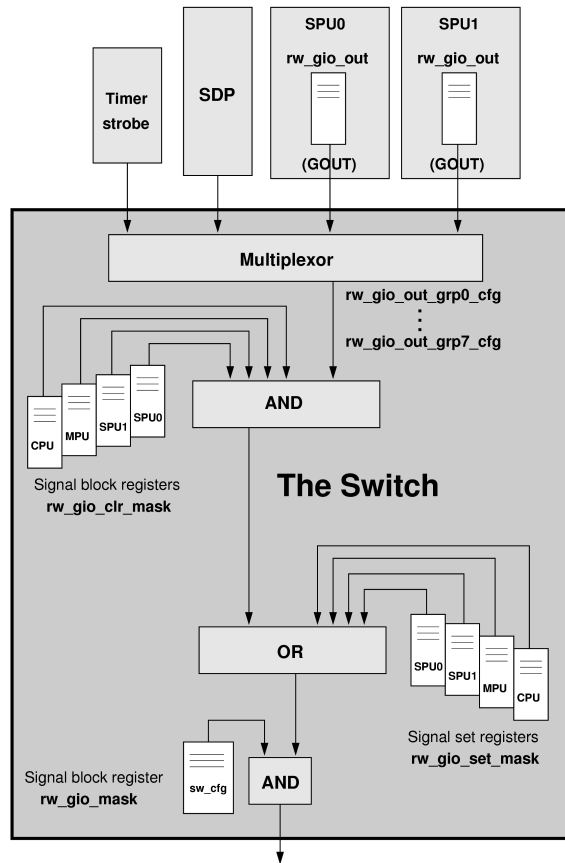 SPU0
SPU1
rw_gio_out
rw_gio_out
Timer
strobe
SDP
(GOUT)
(GOUT)
Multiplexor
rw_gio_out_grp0_cfg
rw_gio_out_grp7_cfg
AND
CPU
MPU
SPU1
SPU0
Signal block registers
rw_gio_clr_mask
The Switch
OR
SPU0
SPU1
MPU
CPU
Signal set registers
rw_gio_set_mask
Signal block register
rw_gio_mask
sw_cfg
AND